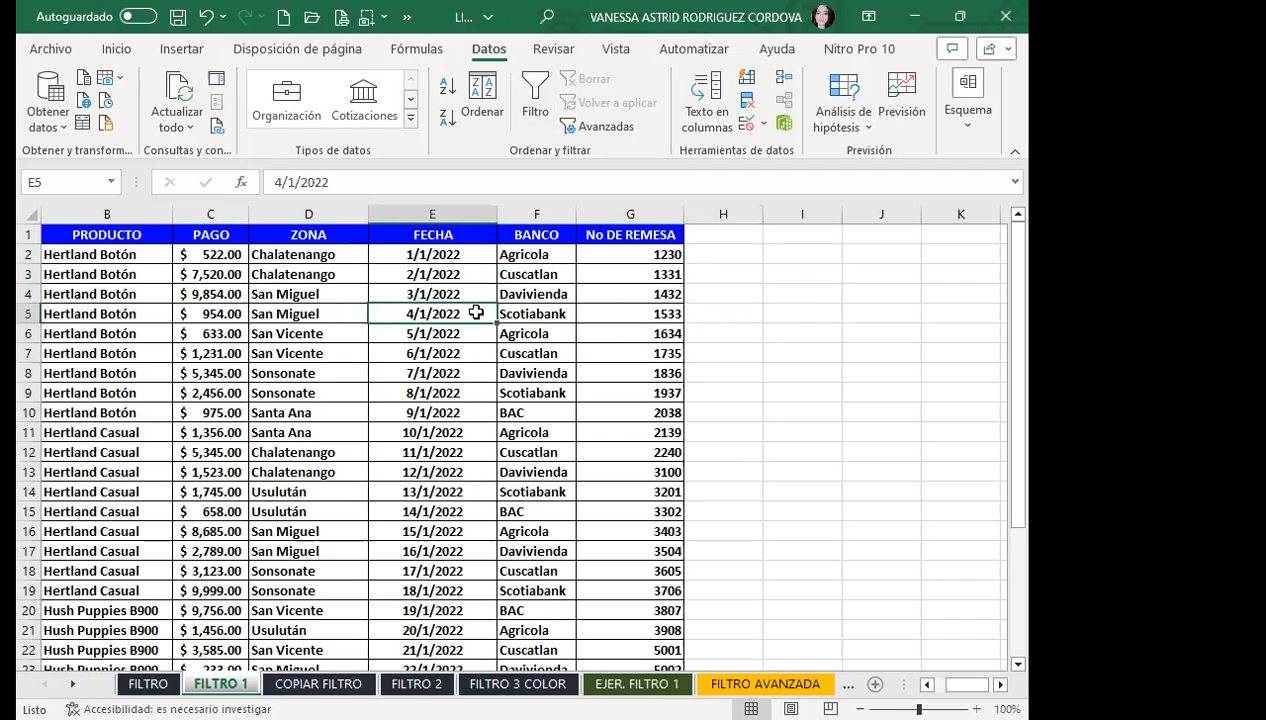 Autoguardado LI... VANESSA ASTRID RODRIGUEZ CORDOVA
Archivo Inicio Insertar Disposición de página Fórmulas Datos Revisar Vista Automatizar Ayuda Nitro Pro 10
Obtener datos Actualizar todo Organización Cotizaciones Ordenar Filtro Borrar Volver a aplicar Avanzadas Texto en columnas Análisis de hipótesis Previsión Esquema
Obtener y transform... Consultas y con... Tipos de datos Ordenar y filtrar Herramientas de datos Previsión
E5 fx 4/1/2022
B C D E F G H I J K
1 PRODUCTO PAGO ZONA FECHA BANCO No DE REMESA
2 Hertland Botón $ 522.00 Chalatenango 1/1/2022 Agricola 1230
3 Hertland Botón $ 7,520.00 Chalatenango 2/1/2022 Cuscatlan 1331
4 Hertland Botón $ 9,854.00 San Miguel 3/1/2022 Davivienda 1432
5 Hertland Botón $ 954.00 San Miguel 4/1/2022 Scotiabank 1533
6 Hertland Botón $ 633.00 San Vicente 5/1/2022 Agricola 1634
7 Hertland Botón $ 1,231.00 San Vicente 6/1/2022 Cuscatlan 1735
8 Hertland Botón $ 5,345.00 Sonsonate 7/1/2022 Davivienda 1836
9 Hertland Botón $ 2,456.00 Sonsonate 8/1/2022 Scotiabank 1937
10 Hertland Botón $ 975.00 Santa Ana 9/1/2022 BAC 2038
11 Hertland Casual $ 1,356.00 Santa Ana 10/1/2022 Agricola 2139
12 Hertland Casual $ 5,345.00 Chalatenango 11/1/2022 Cuscatlan 2240
13 Hertland Casual $ 1,523.00 Chalatenango 12/1/2022 Davivienda 3100
14 Hertland Casual $ 1,745.00 Usulután 13/1/2022 Scotiabank 3201
15 Hertland Casual $ 658.00 Usulután 14/1/2022 BAC 3302
16 Hertland Casual $ 8,685.00 San Miguel 15/1/2022 Agricola 3403
17 Hertland Casual $ 2,789.00 San Miguel 16/1/2022 Davivienda 3504
18 Hertland Casual $ 3,123.00 Sonsonate 17/1/2022 Cuscatlan 3605
19 Hertland Casual $ 9,999.00 Sonsonate 18/1/2022 Scotiabank 3706
20 Hush Puppies B900 $ 9,756.00 San Vicente 19/1/2022 BAC 3807
21 Hush Puppies B900 $ 1,456.00 Usulután 20/1/2022 Agricola 3908
22 Hush Puppies B900 $ 3,585.00 San Vicente 21/1/2022 Cuscatlan 5001
23 Hush Puppies B900 $ 233.00 San Miguel 22/1/2022 Davivienda 5002
FILTRO FILTRO 1 COPIAR FILTRO FILTRO 2 FILTRO 3 COLOR EJER. FILTRO 1 FILTRO AVANZADA ...
Listo Accesibilidad: es necesario investigar 100%